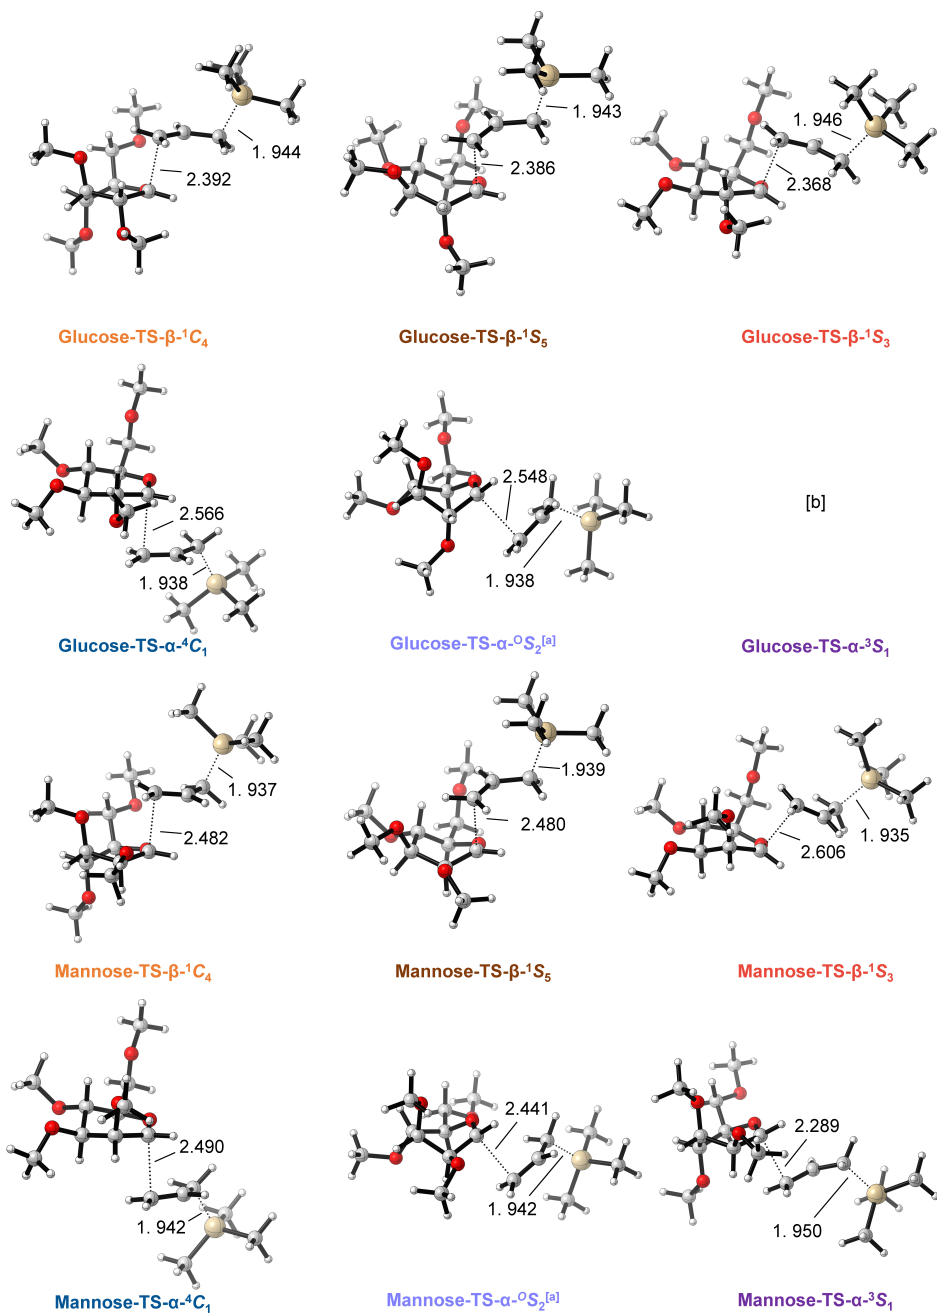 1. 944
2.392
1.943
2.386
1. 946
2.368
Glucose-TS-β-¹C₄
Glucose-TS-β-¹S₅
Glucose-TS-β-¹S₃
2.566
1. 938
2.548
1. 938
[b]
Glucose-TS-α-⁴C₁
Glucose-TS-α-ᴼS₂[a]
Glucose-TS-α-³S₁
1. 937
2.482
1.939
2.480
1. 935
2.606
Mannose-TS-β-¹C₄
Mannose-TS-β-¹S₅
Mannose-TS-β-¹S₃
2.490
1. 942
2.441
1. 942
2.289
1. 950
Mannose-TS-α-⁴C₁
Mannose-TS-α-ᴼS₂[a]
Mannose-TS-α-³S₁